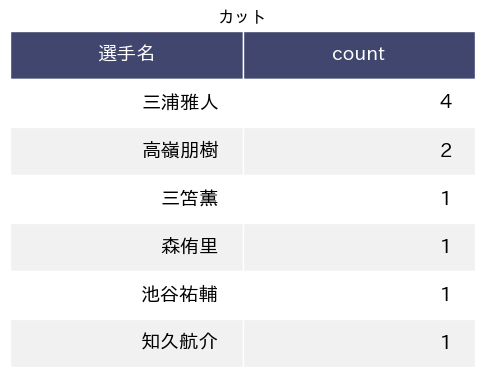 カット
選手名 count
三浦雅人 4
高嶺朋樹 2
三笘薫 1
森侑里 1
池谷祐輔 1
知久航介 1